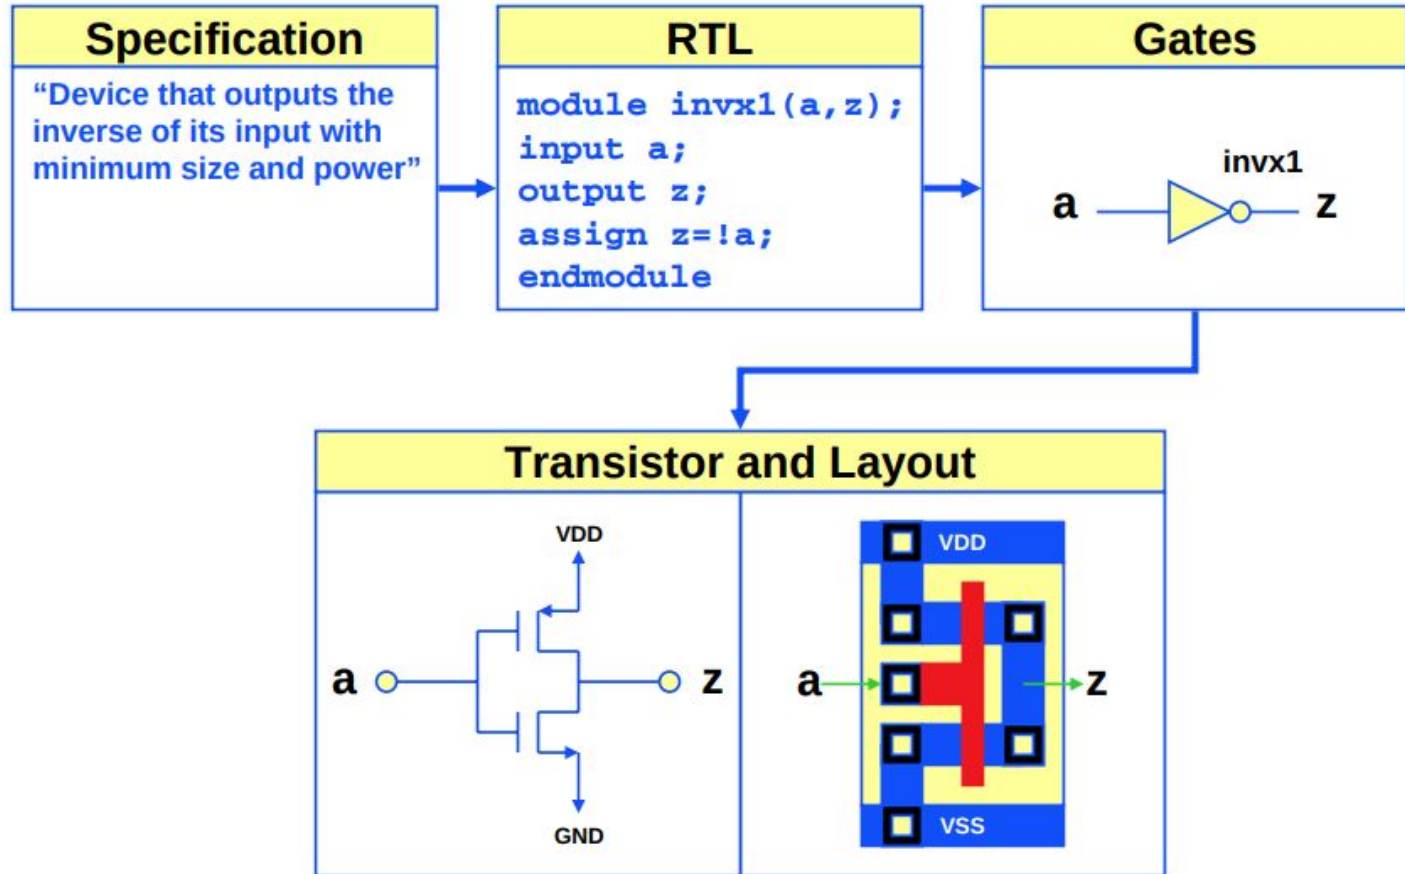 Specification
“Device that outputs the
inverse of its input with
minimum size and power”
RTL
module invx1(a,z);
input a;
output z;
assign z=!a;
endmodule
Gates
invx1
a
z
Transistor and Layout
VDD
a
z
GND
VDD
a
z
VSS